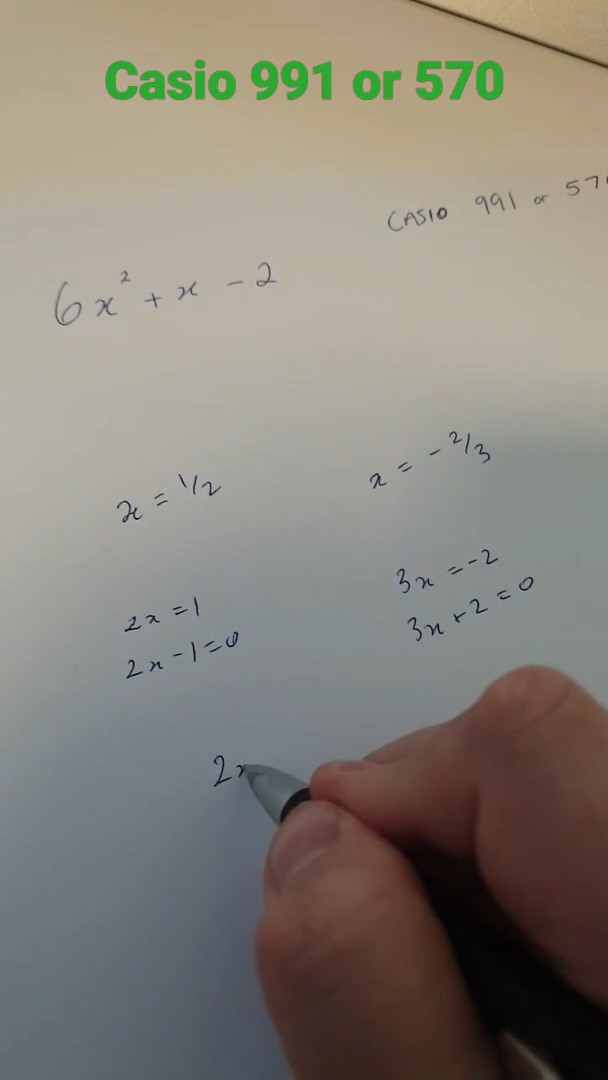 Casio 991 or 570
CASIO 991 or 57
6x² + x - 2
x = 1/2
x = - 2/3
2x = 1
2x - 1 = 0
3x = -2
3x + 2 = 0
2x